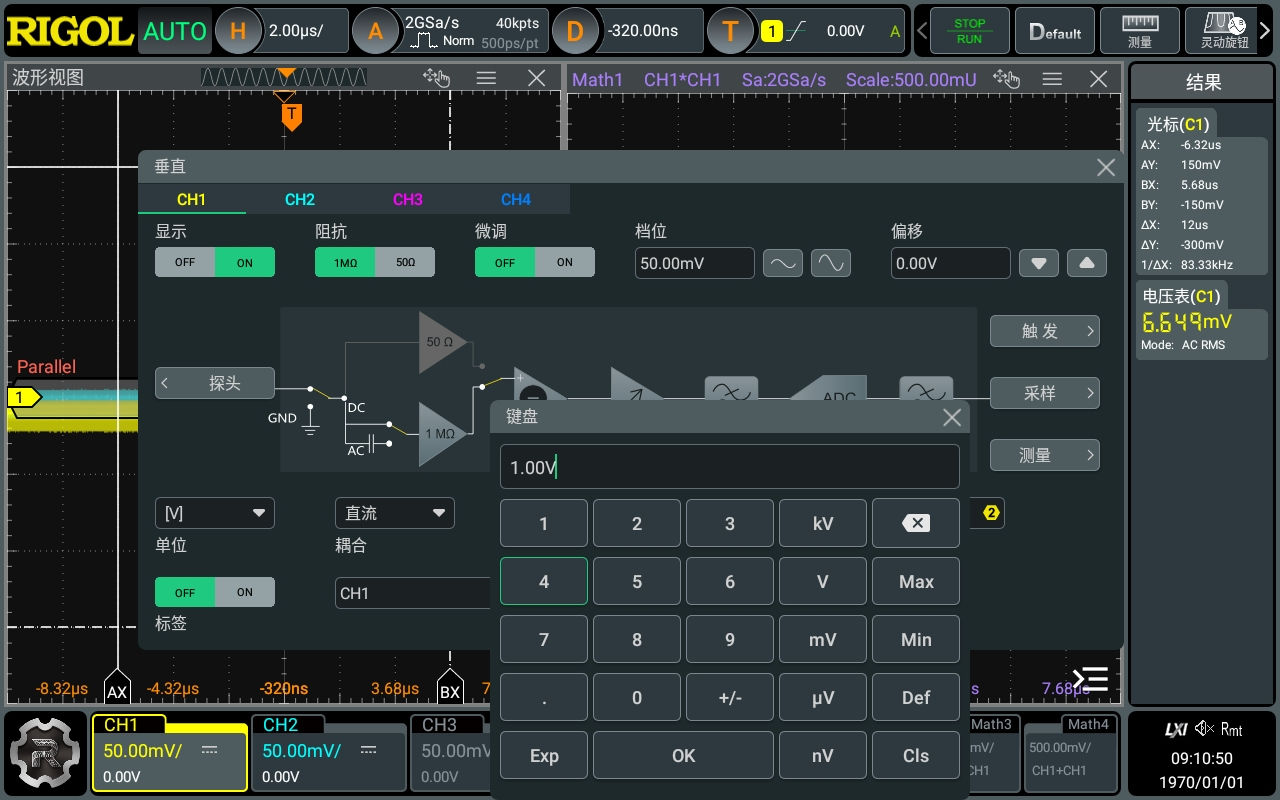 RIGOL AUTO H 2.00µs/ A 2GSa/s Norm 40kpts 500ps/pt D -320.00ns T 1 0.00V A STOP RUN Default 测量 灵动旋钮
波形视图
Math1 CH1*CH1 Sa:2GSa/s Scale:500.00mU
T
结果
光标(C1)
AX: -6.32us
AY: 150mV
BX: 5.68us
BY: -150mV
ΔX: 12us
ΔY: -300mV
1/ΔX: 83.33kHz
电压表(C1)
6.649mV
Mode: AC RMS
垂直
CH1 CH2 CH3 CH4
显示 阻抗 微调 档位 偏移
OFF ON 1MΩ 50Ω OFF ON 50.00mV 0.00V
50 Ω
触发
Parallel
探头
1
GND
DC
AC
1 MΩ
+
ADC
采样
测量
[V] 直流 2
单位 耦合
OFF ON CH1
标签
键盘
1.00V
1 2 3 kV
4 5 6 V Max
7 8 9 mV Min
. 0 +/- µV Def
Exp OK nV Cls
-8.32µs AX -4.32µs -320ns 3.68µs BX 7
s 7.68µs
CH1
50.00mV/
0.00V
CH2
50.00mV/
0.00V
CH3
50.00m
0.00V
Math3
mV/
CH1
Math4
500.00mV/
CH1+CH1
LXI Rmt
09:10:50
1970/01/01